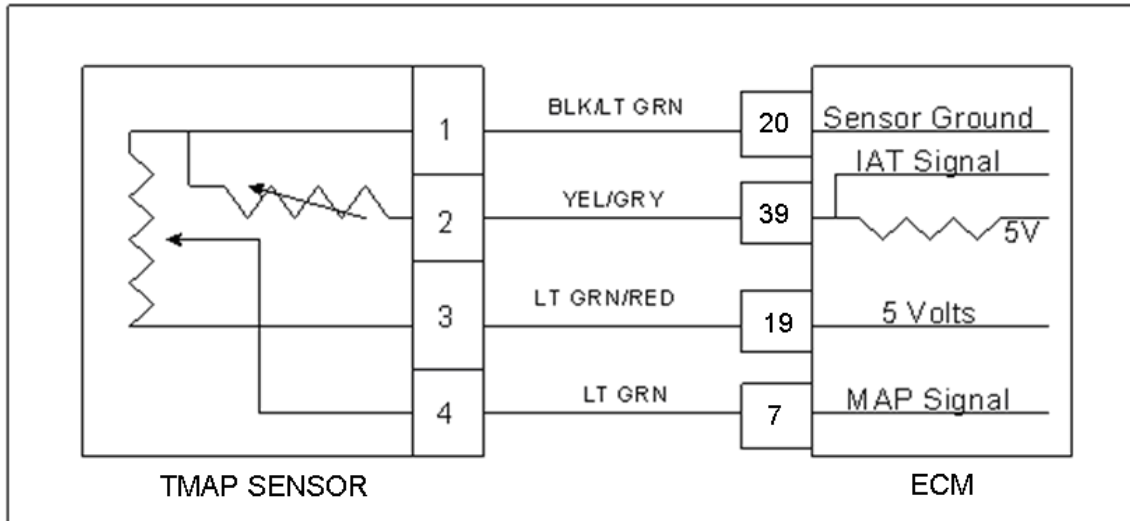 1 BLK/LT GRN 20 Sensor Ground
IAT Signal
2 YEL/GRY 39 5V
3 LT GRN/RED 19 5 Volts
4 LT GRN 7 MAP Signal
TMAP SENSOR ECM